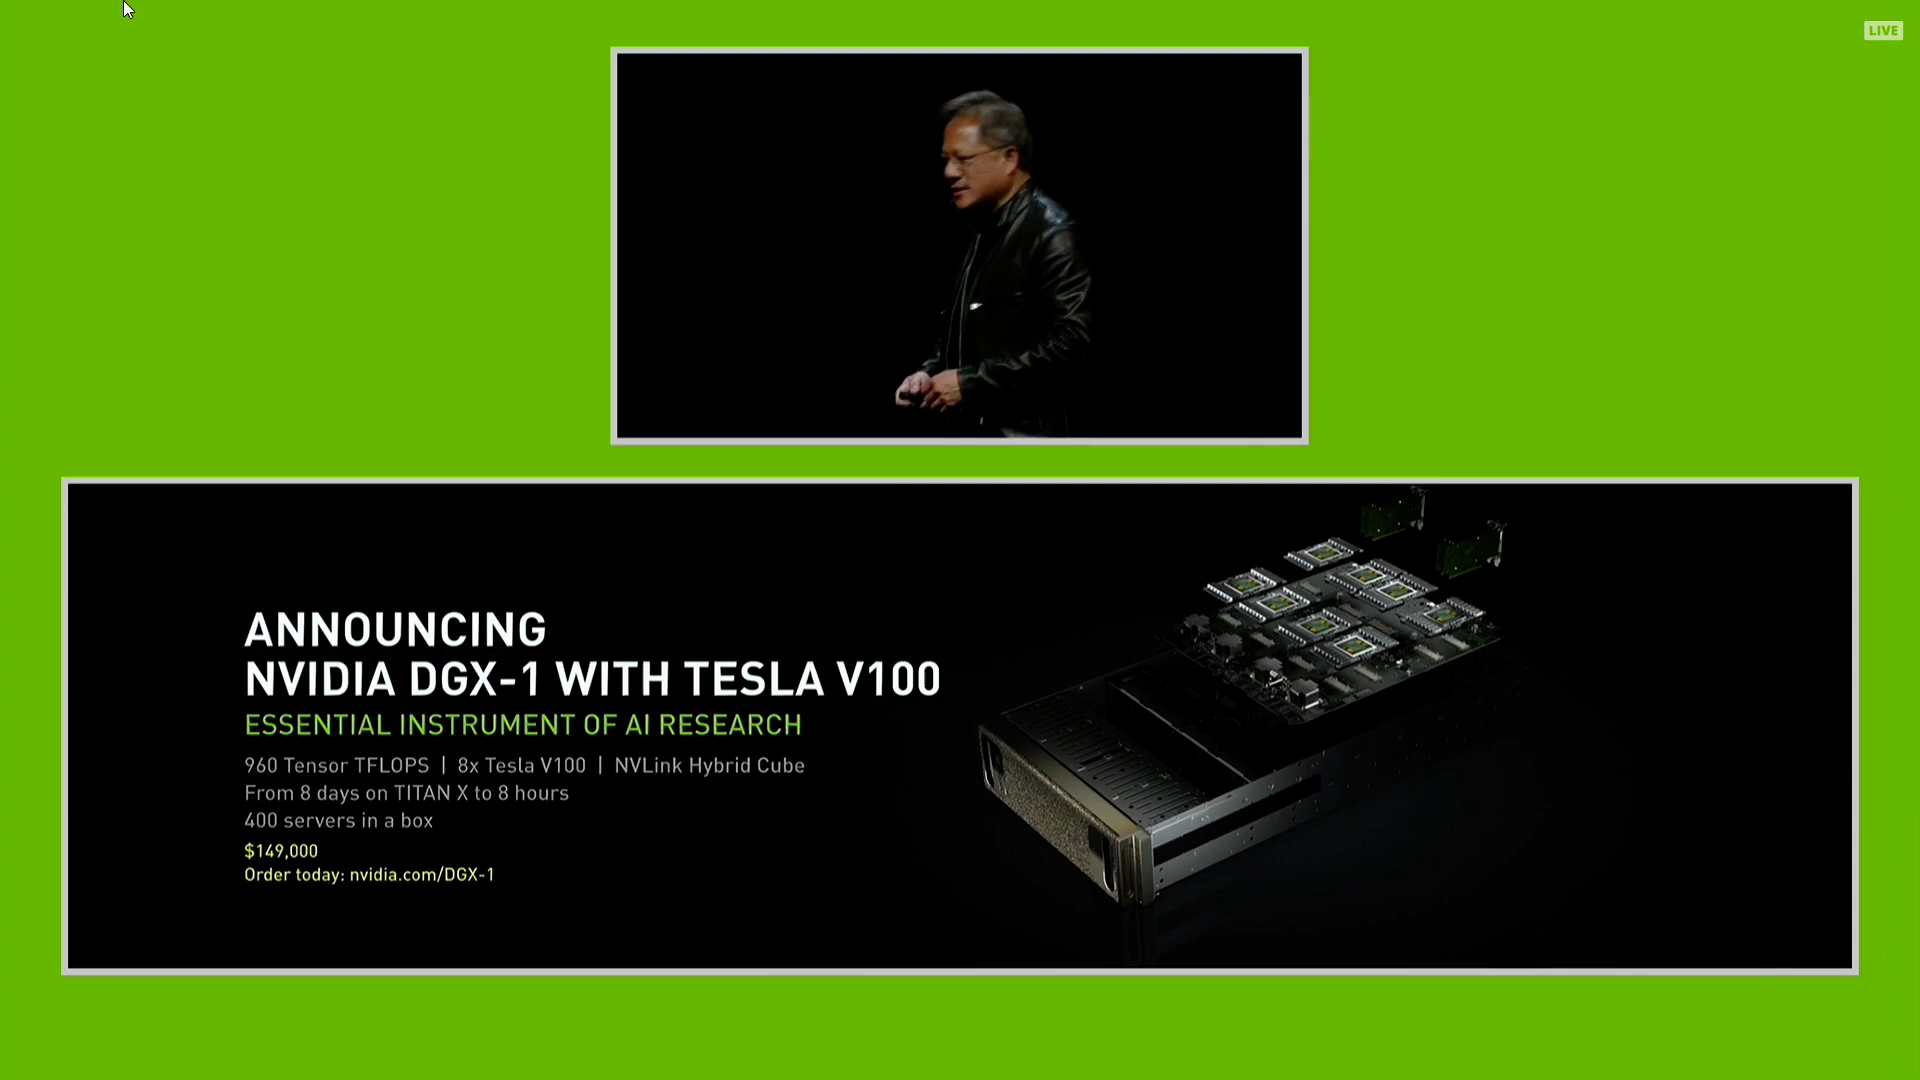 LIVE
ANNOUNCING
NVIDIA DGX-1 WITH TESLA V100
ESSENTIAL INSTRUMENT OF AI RESEARCH
960 Tensor TFLOPS | 8x Tesla V100 | NVLink Hybrid Cube
From 8 days on TITAN X to 8 hours
400 servers in a box
$149,000
Order today: nvidia.com/DGX-1